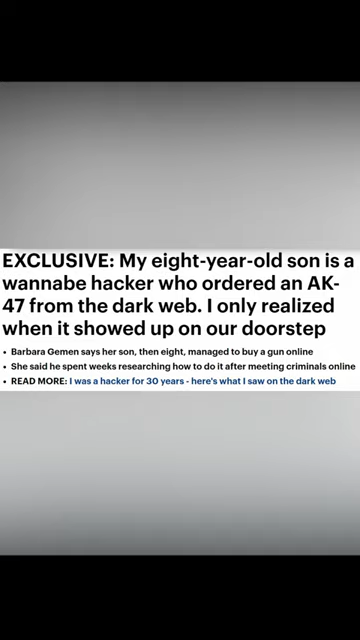 EXCLUSIVE: My eight-year-old son is a
wannabe hacker who ordered an AK-
47 from the dark web. I only realized
when it showed up on our doorstep
• Barbara Gemen says her son, then eight, managed to buy a gun online
• She said he spent weeks researching how to do it after meeting criminals online
• READ MORE: I was a hacker for 30 years - here's what I saw on the dark web